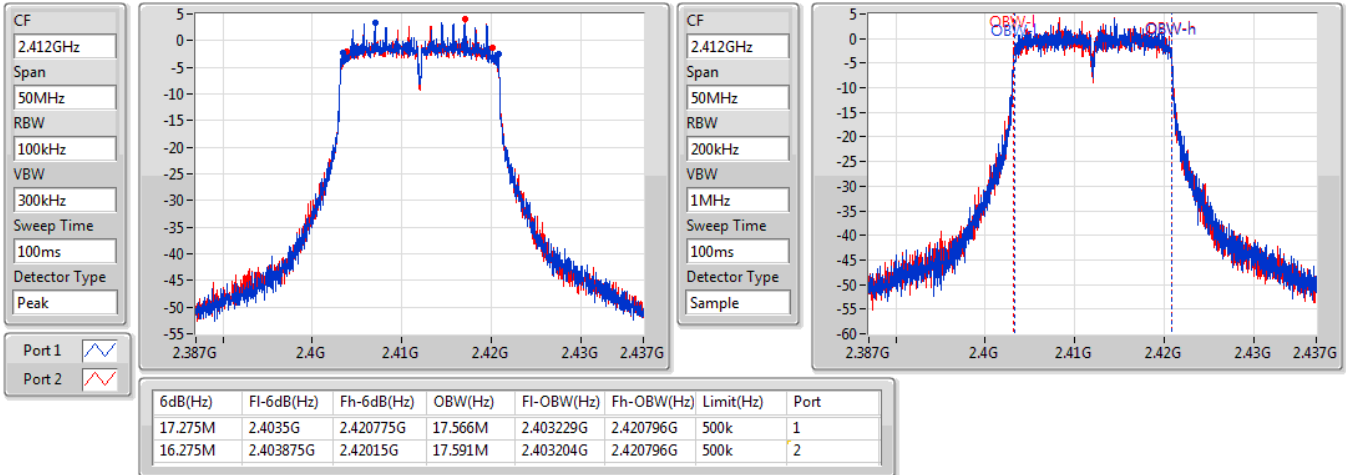 CF
2.412GHz
Span
50MHz
RBW
100kHz
VBW
300kHz
Sweep Time
100ms
Detector Type
Peak
Port 1
Port 2
5
0
-5
-10
-15
-20
-25
-30
-35
-40
-45
-50
-55
2.387G 2.4G 2.41G 2.42G 2.43G 2.437G
CF
2.412GHz
Span
50MHz
RBW
200kHz
VBW
1MHz
Sweep Time
100ms
Detector Type
Sample
5
0
-5
-10
-15
-20
-25
-30
-35
-40
-45
-50
-55
-60
OBW-l
OBW-h
2.387G 2.4G 2.41G 2.42G 2.43G 2.437G
6dB(Hz) Fl-6dB(Hz) Fh-6dB(Hz) OBW(Hz) Fl-OBW(Hz) Fh-OBW(Hz) Limit(Hz) Port
17.275M 2.4035G 2.420775G 17.566M 2.403229G 2.420796G 500k 1
16.275M 2.403875G 2.42015G 17.591M 2.403204G 2.420796G 500k 2